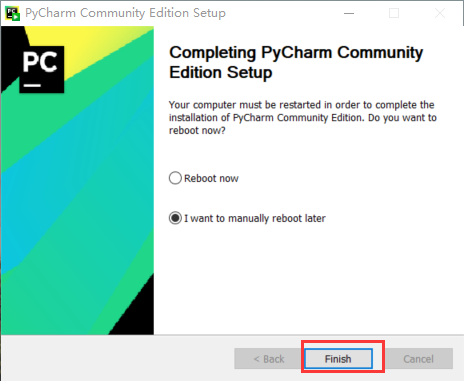 PyCharm Community Edition Setup
PC
Completing PyCharm Community
Edition Setup
Your computer must be restarted in order to complete the
installation of PyCharm Community Edition. Do you want to
reboot now?
Reboot now
I want to manually reboot later
< Back
Finish
Cancel